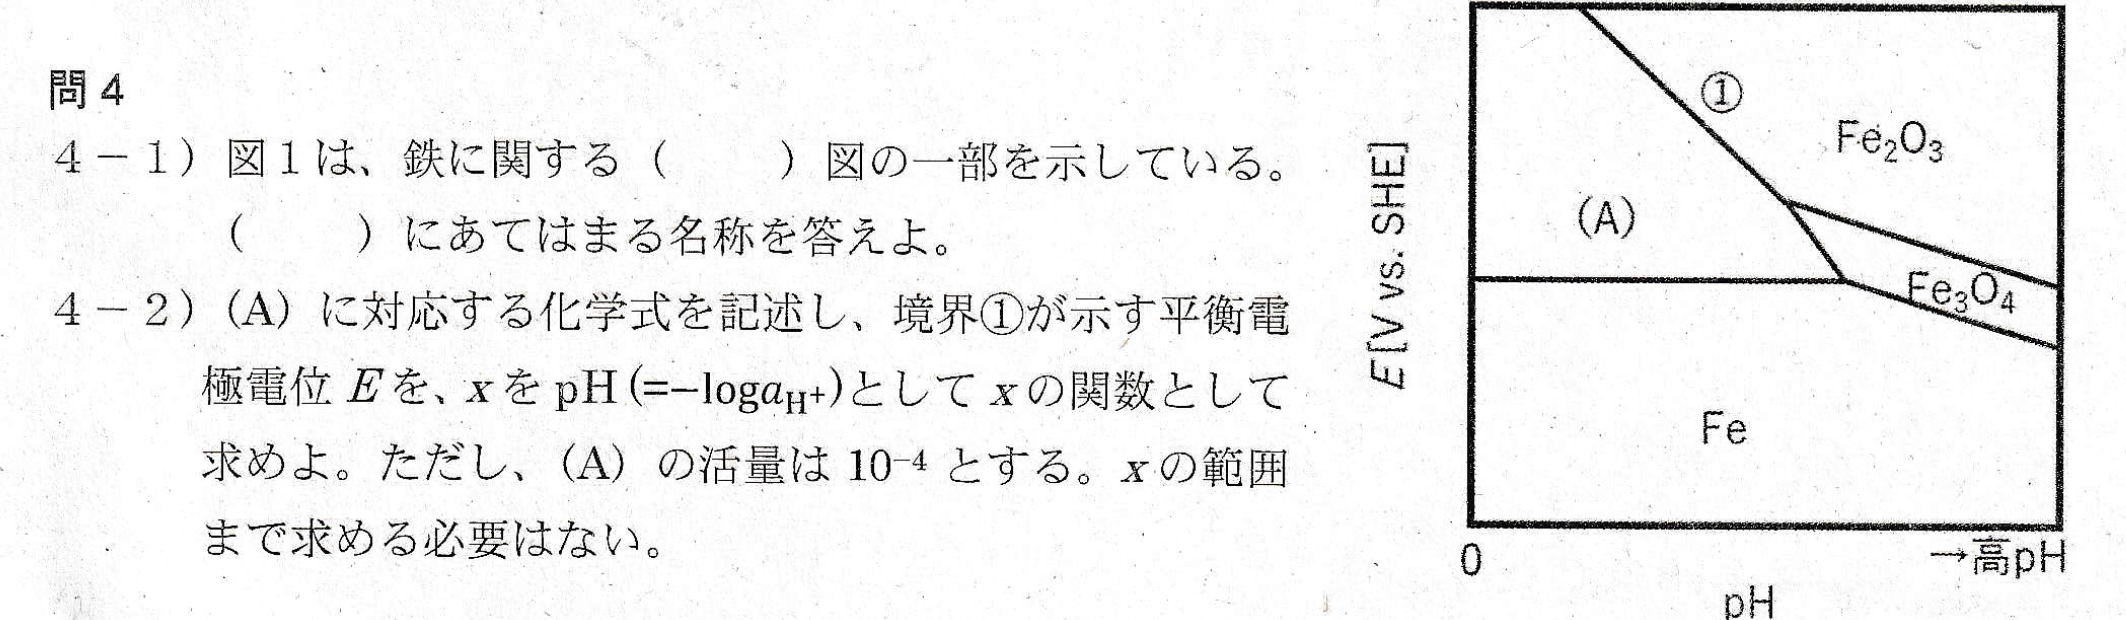 問4
4－1）図1は、鉄に関する（　　）図の一部を示している。
（　　）にあてはまる名称を答えよ。
4－2）(A) に対応する化学式を記述し、境界①が示す平衡電
極電位 E を、x を pH (=−logaH+)として x の関数として
求めよ。ただし、(A) の活量は 10⁻⁴ とする。x の範囲
まで求める必要はない。
E[V vs. SHE]
①
Fe₂O₃
(A)
Fe₃O₄
Fe
0
→高pH
pH